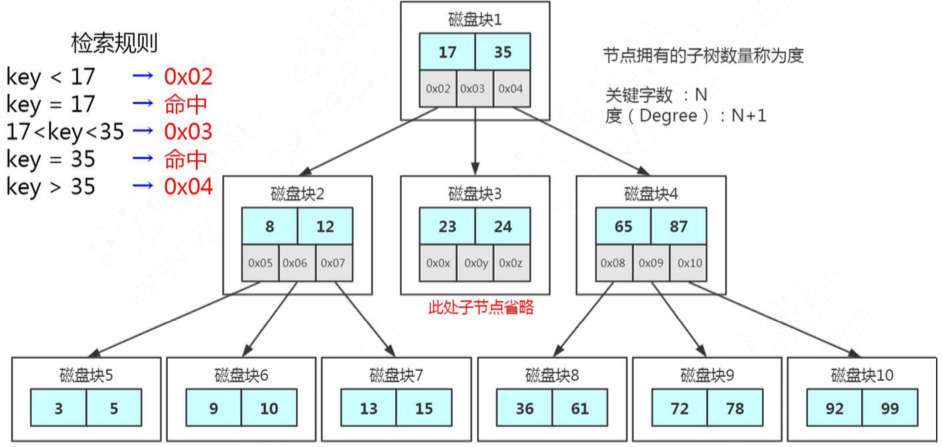 检索规则
key < 17 → 0x02
key = 17 → 命中
17<key<35 → 0x03
key = 35 → 命中
key > 35 → 0x04
磁盘块1
17 35
0x02 0x03 0x04
节点拥有的子树数量称为度
关键字数 ：N
度（Degree）：N+1
磁盘块2
8 12
0x05 0x06 0x07
磁盘块3
23 24
0x0x 0x0y 0x0z
此处子节点省略
磁盘块4
65 87
0x08 0x09 0x10
磁盘块5
3 5
磁盘块6
9 10
磁盘块7
13 15
磁盘块8
36 61
磁盘块9
72 78
磁盘块10
92 99